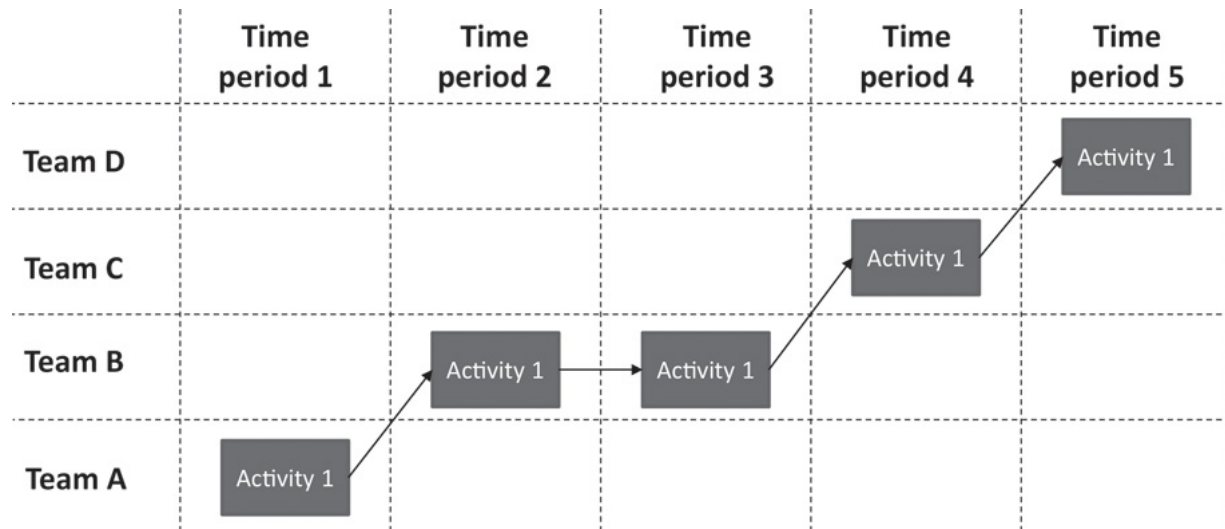 Time
period 1
Time
period 2
Time
period 3
Time
period 4
Time
period 5
Team D
Activity 1
Team C
Activity 1
Team B
Activity 1
Activity 1
Team A
Activity 1